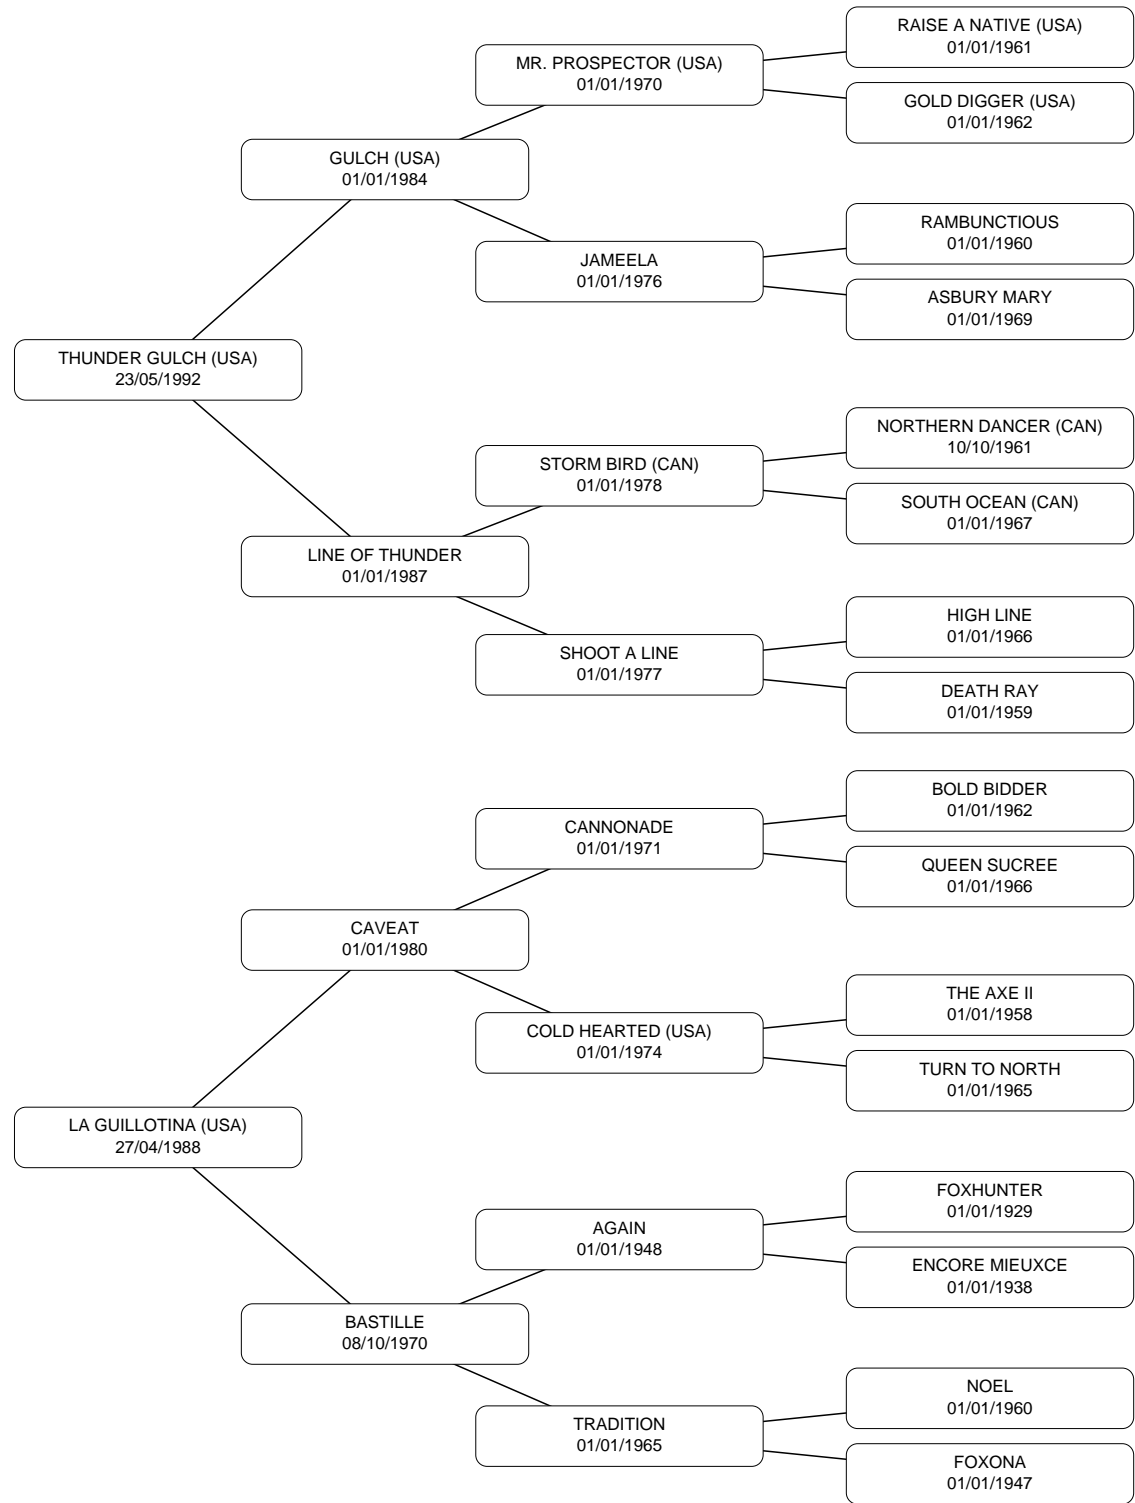 RAISE A NATIVE (USA)
01/01/1961
MR. PROSPECTOR (USA)
01/01/1970
GOLD DIGGER (USA)
01/01/1962
GULCH (USA)
01/01/1984
RAMBUNCTIOUS
01/01/1960
JAMEELA
01/01/1976
ASBURY MARY
01/01/1969
THUNDER GULCH (USA)
23/05/1992
NORTHERN DANCER (CAN)
10/10/1961
STORM BIRD (CAN)
01/01/1978
SOUTH OCEAN (CAN)
01/01/1967
LINE OF THUNDER
01/01/1987
HIGH LINE
01/01/1966
SHOOT A LINE
01/01/1977
DEATH RAY
01/01/1959
BOLD BIDDER
01/01/1962
CANNONADE
01/01/1971
QUEEN SUCREE
01/01/1966
CAVEAT
01/01/1980
THE AXE II
01/01/1958
COLD HEARTED (USA)
01/01/1974
TURN TO NORTH
01/01/1965
LA GUILLOTINA (USA)
27/04/1988
FOXHUNTER
01/01/1929
AGAIN
01/01/1948
ENCORE MIEUXCE
01/01/1938
BASTILLE
08/10/1970
NOEL
01/01/1960
TRADITION
01/01/1965
FOXONA
01/01/1947